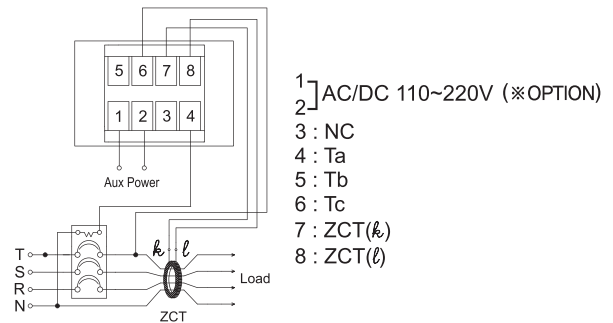 5 6 7 8
1 2 3 4
Aux Power
k l
T
S
R
N
Load
ZCT
1
2 AC/DC 110~220V (※OPTION)
3 : NC
4 : Ta
5 : Tb
6 : Tc
7 : ZCT(k)
8 : ZCT(l)